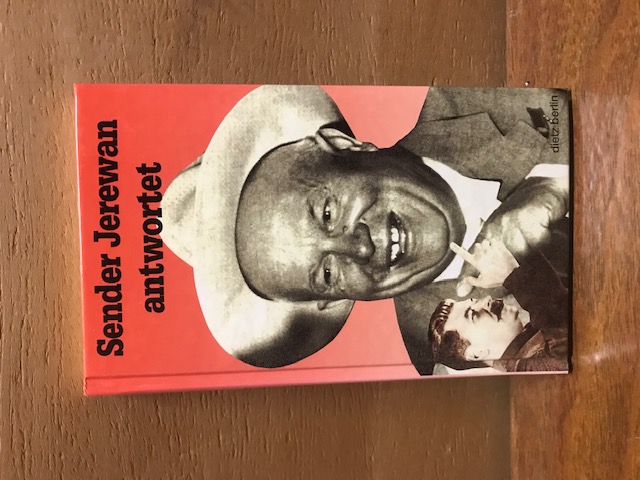 Sender Jerewan
antwortet
dietz berlin